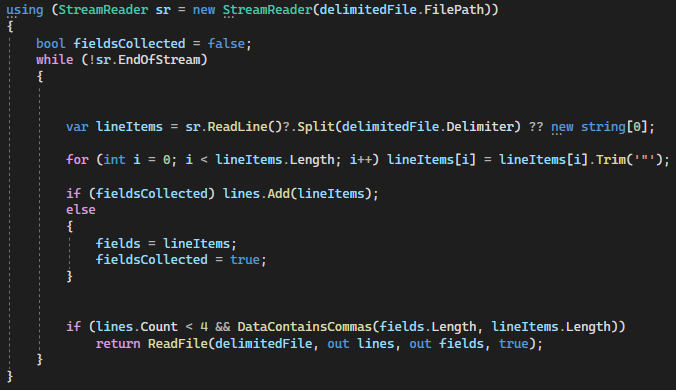 using (StreamReader sr = new StreamReader(delimitedFile.FilePath))
{
bool fieldsCollected = false;
while (!sr.EndOfStream)
{
var lineItems = sr.ReadLine()?.Split(delimitedFile.Delimiter) ?? new string[0];
for (int i = 0; i < lineItems.Length; i++) lineItems[i] = lineItems[i].Trim('"');
if (fieldsCollected) lines.Add(lineItems);
else
{
fields = lineItems;
fieldsCollected = true;
}
if (lines.Count < 4 && DataContainsCommas(fields.Length, lineItems.Length))
return ReadFile(delimitedFile, out lines, out fields, true);
}
}